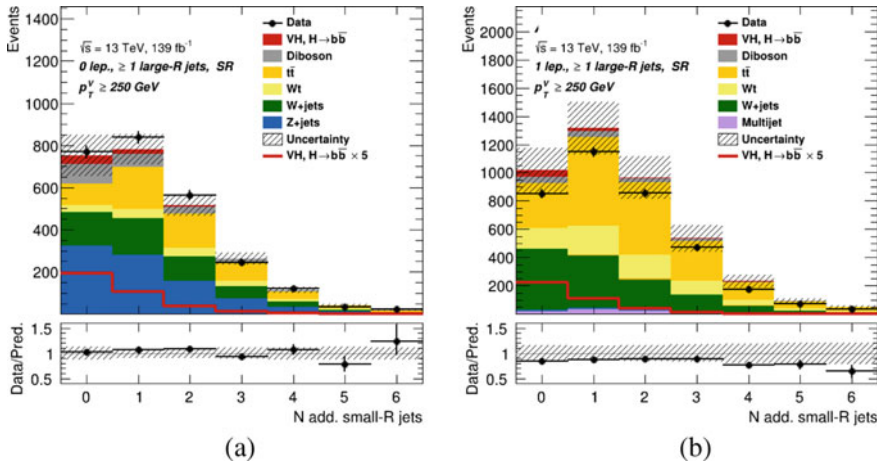 Events
1400
1200
1000
800
600
400
200
√s = 13 TeV, 139 fb⁻¹
0 lep., ≥ 1 large-R jets, SR
p_T^V ≥ 250 GeV
Data
VH, H→bb̄
Diboson
tt̄
Wt
W+jets
Z+jets
Uncertainty
VH, H→bb̄ × 5
Data/Pred.
1.5
1
0.5
0 1 2 3 4 5 6
N add. small-R jets
(a)
Events
2000
1800
1600
1400
1200
1000
800
600
400
200
√s = 13 TeV, 139 fb⁻¹
1 lep., ≥ 1 large-R jets, SR
p_T^V ≥ 250 GeV
Data
VH, H→bb̄
Diboson
tt̄
Wt
W+jets
Multijet
Uncertainty
VH, H→bb̄ × 5
Data/Pred.
1.5
1
0.5
0 1 2 3 4 5 6
N add. small-R jets
(b)